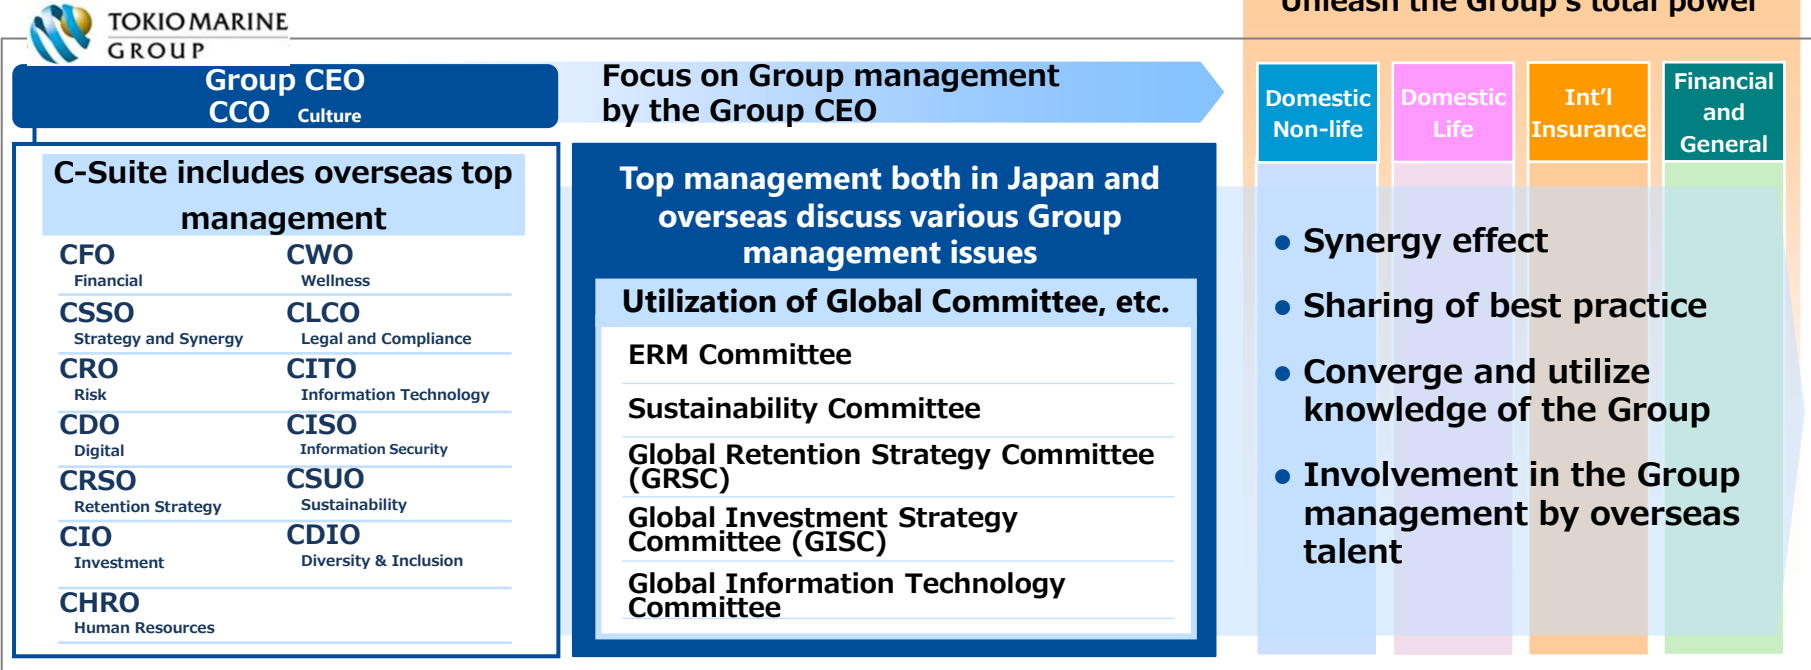 TOKIO MARINE
GROUP
Group CEO
CCO Culture
Focus on Group management
by the Group CEO
Unleash the Group's total power
Domestic
Non-life
Domestic
Life
Int'l
Insurance
Financial
and
General
C-Suite includes overseas top
management
CFO
Financial
CSSO
Strategy and Synergy
CRO
Risk
CDO
Digital
CRSO
Retention Strategy
CIO
Investment
CHRO
Human Resources
CWO
Wellness
CLCO
Legal and Compliance
CITO
Information Technology
CISO
Information Security
CSUO
Sustainability
CDIO
Diversity & Inclusion
Top management both in Japan and
overseas discuss various Group
management issues
Utilization of Global Committee, etc.
ERM Committee
Sustainability Committee
Global Retention Strategy Committee
(GRSC)
Global Investment Strategy
Committee (GISC)
Global Information Technology
Committee
● Synergy effect
● Sharing of best practice
● Converge and utilize
knowledge of the Group
● Involvement in the Group
management by overseas
talent